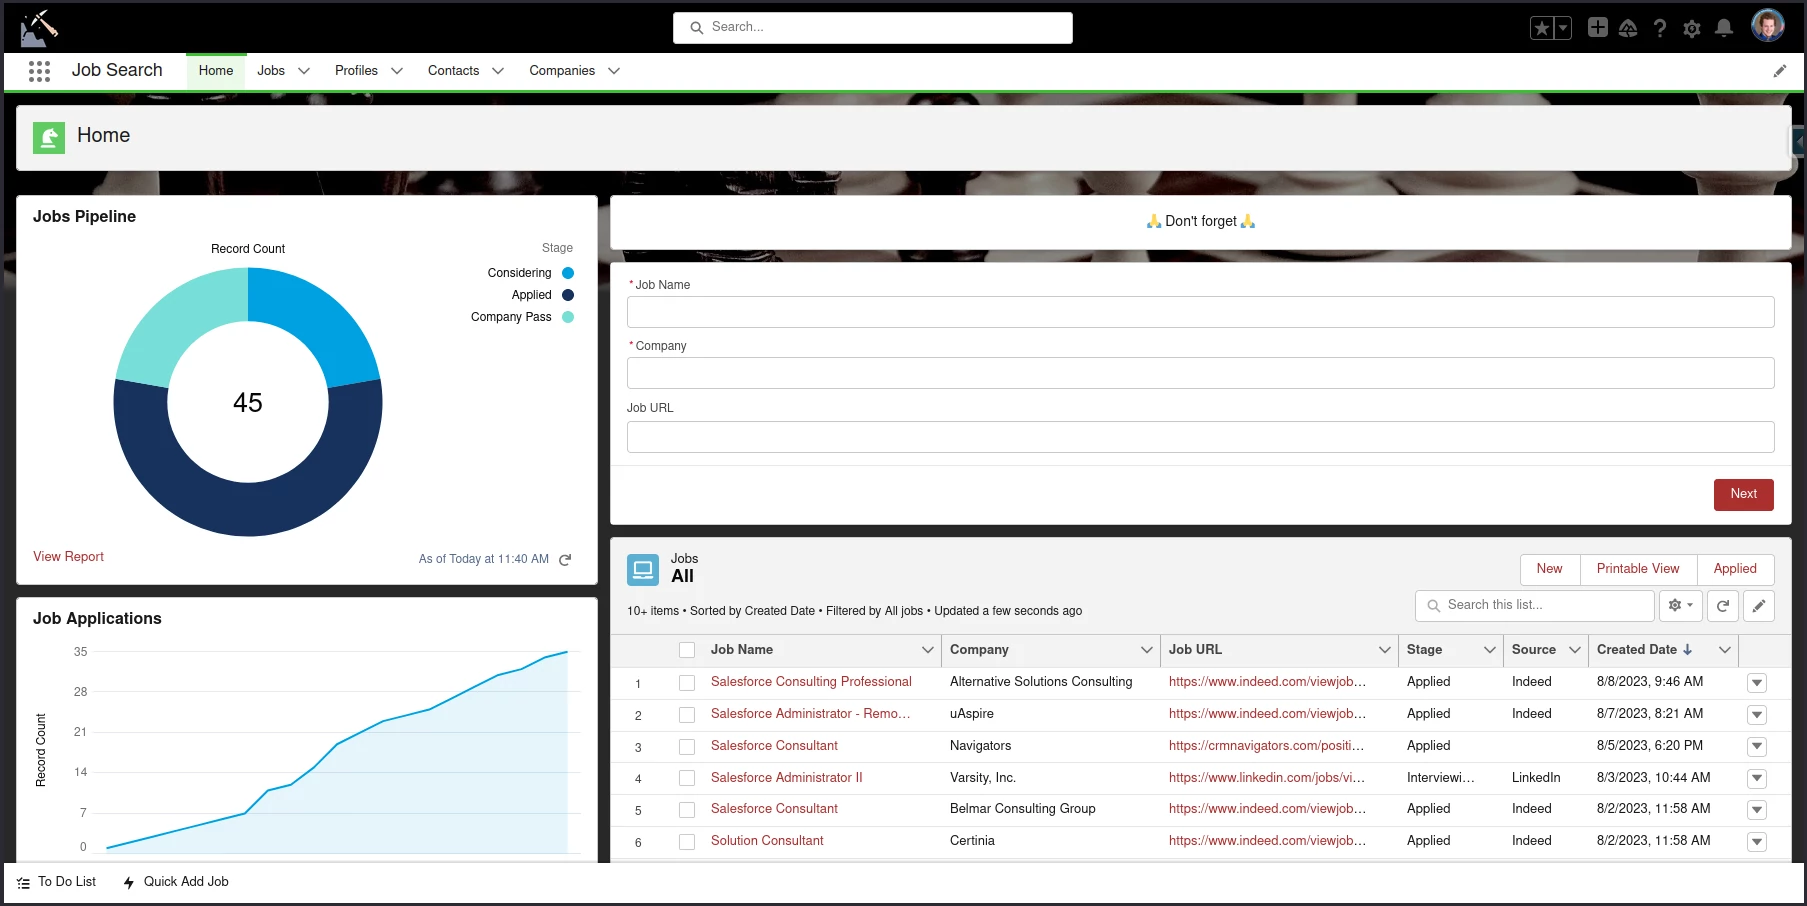 Search...
Job Search
Home
Jobs
Profiles
Contacts
Companies
Home
Jobs Pipeline
Record Count
Stage
Considering
Applied
Company Pass
45
View Report
As of Today at 11:40 AM
Job Applications
Record Count
35
28
21
14
7
0
🙏 Don't forget 🙏
* Job Name
* Company
Job URL
Next
Jobs
All
New
Printable View
Applied
10+ items • Sorted by Created Date • Filtered by All jobs • Updated a few seconds ago
Search this list...
Job Name Company Job URL Stage Source Created Date
1 Salesforce Consulting Professional Alternative Solutions Consulting https://www.indeed.com/viewjob... Applied Indeed 8/8/2023, 9:46 AM
2 Salesforce Administrator - Remo... uAspire https://www.indeed.com/viewjob... Applied Indeed 8/7/2023, 8:21 AM
3 Salesforce Consultant Navigators https://crmnavigators.com/positi... Applied 8/5/2023, 6:20 PM
4 Salesforce Administrator II Varsity, Inc. https://www.linkedin.com/jobs/vi... Interviewi... LinkedIn 8/3/2023, 10:44 AM
5 Salesforce Consultant Belmar Consulting Group https://www.indeed.com/viewjob... Applied Indeed 8/2/2023, 11:58 AM
6 Solution Consultant Certinia https://www.indeed.com/viewjob... Applied Indeed 8/2/2023, 11:58 AM
To Do List
Quick Add Job